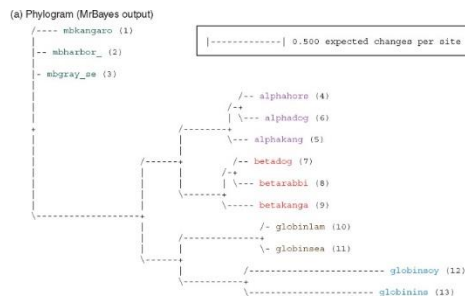 (a) Phylogram (MrBayes output)
/---- mbkangaro (1)
|-------------| 0.500 expected changes per site
|-- mbharbor_ (2)
|- mbgray_se (3)
/-- alphahors (4)
/-+
| \--- alphadog (6)
\--- alphakang (5)
/-- betadog (7)
/-+
| \--- betarabbi (8)
\----- betakanga (9)
/- globinlam (10)
\- globinsea (11)
/----------------------- globinsoy (12)
\-------------------- globinins (13)